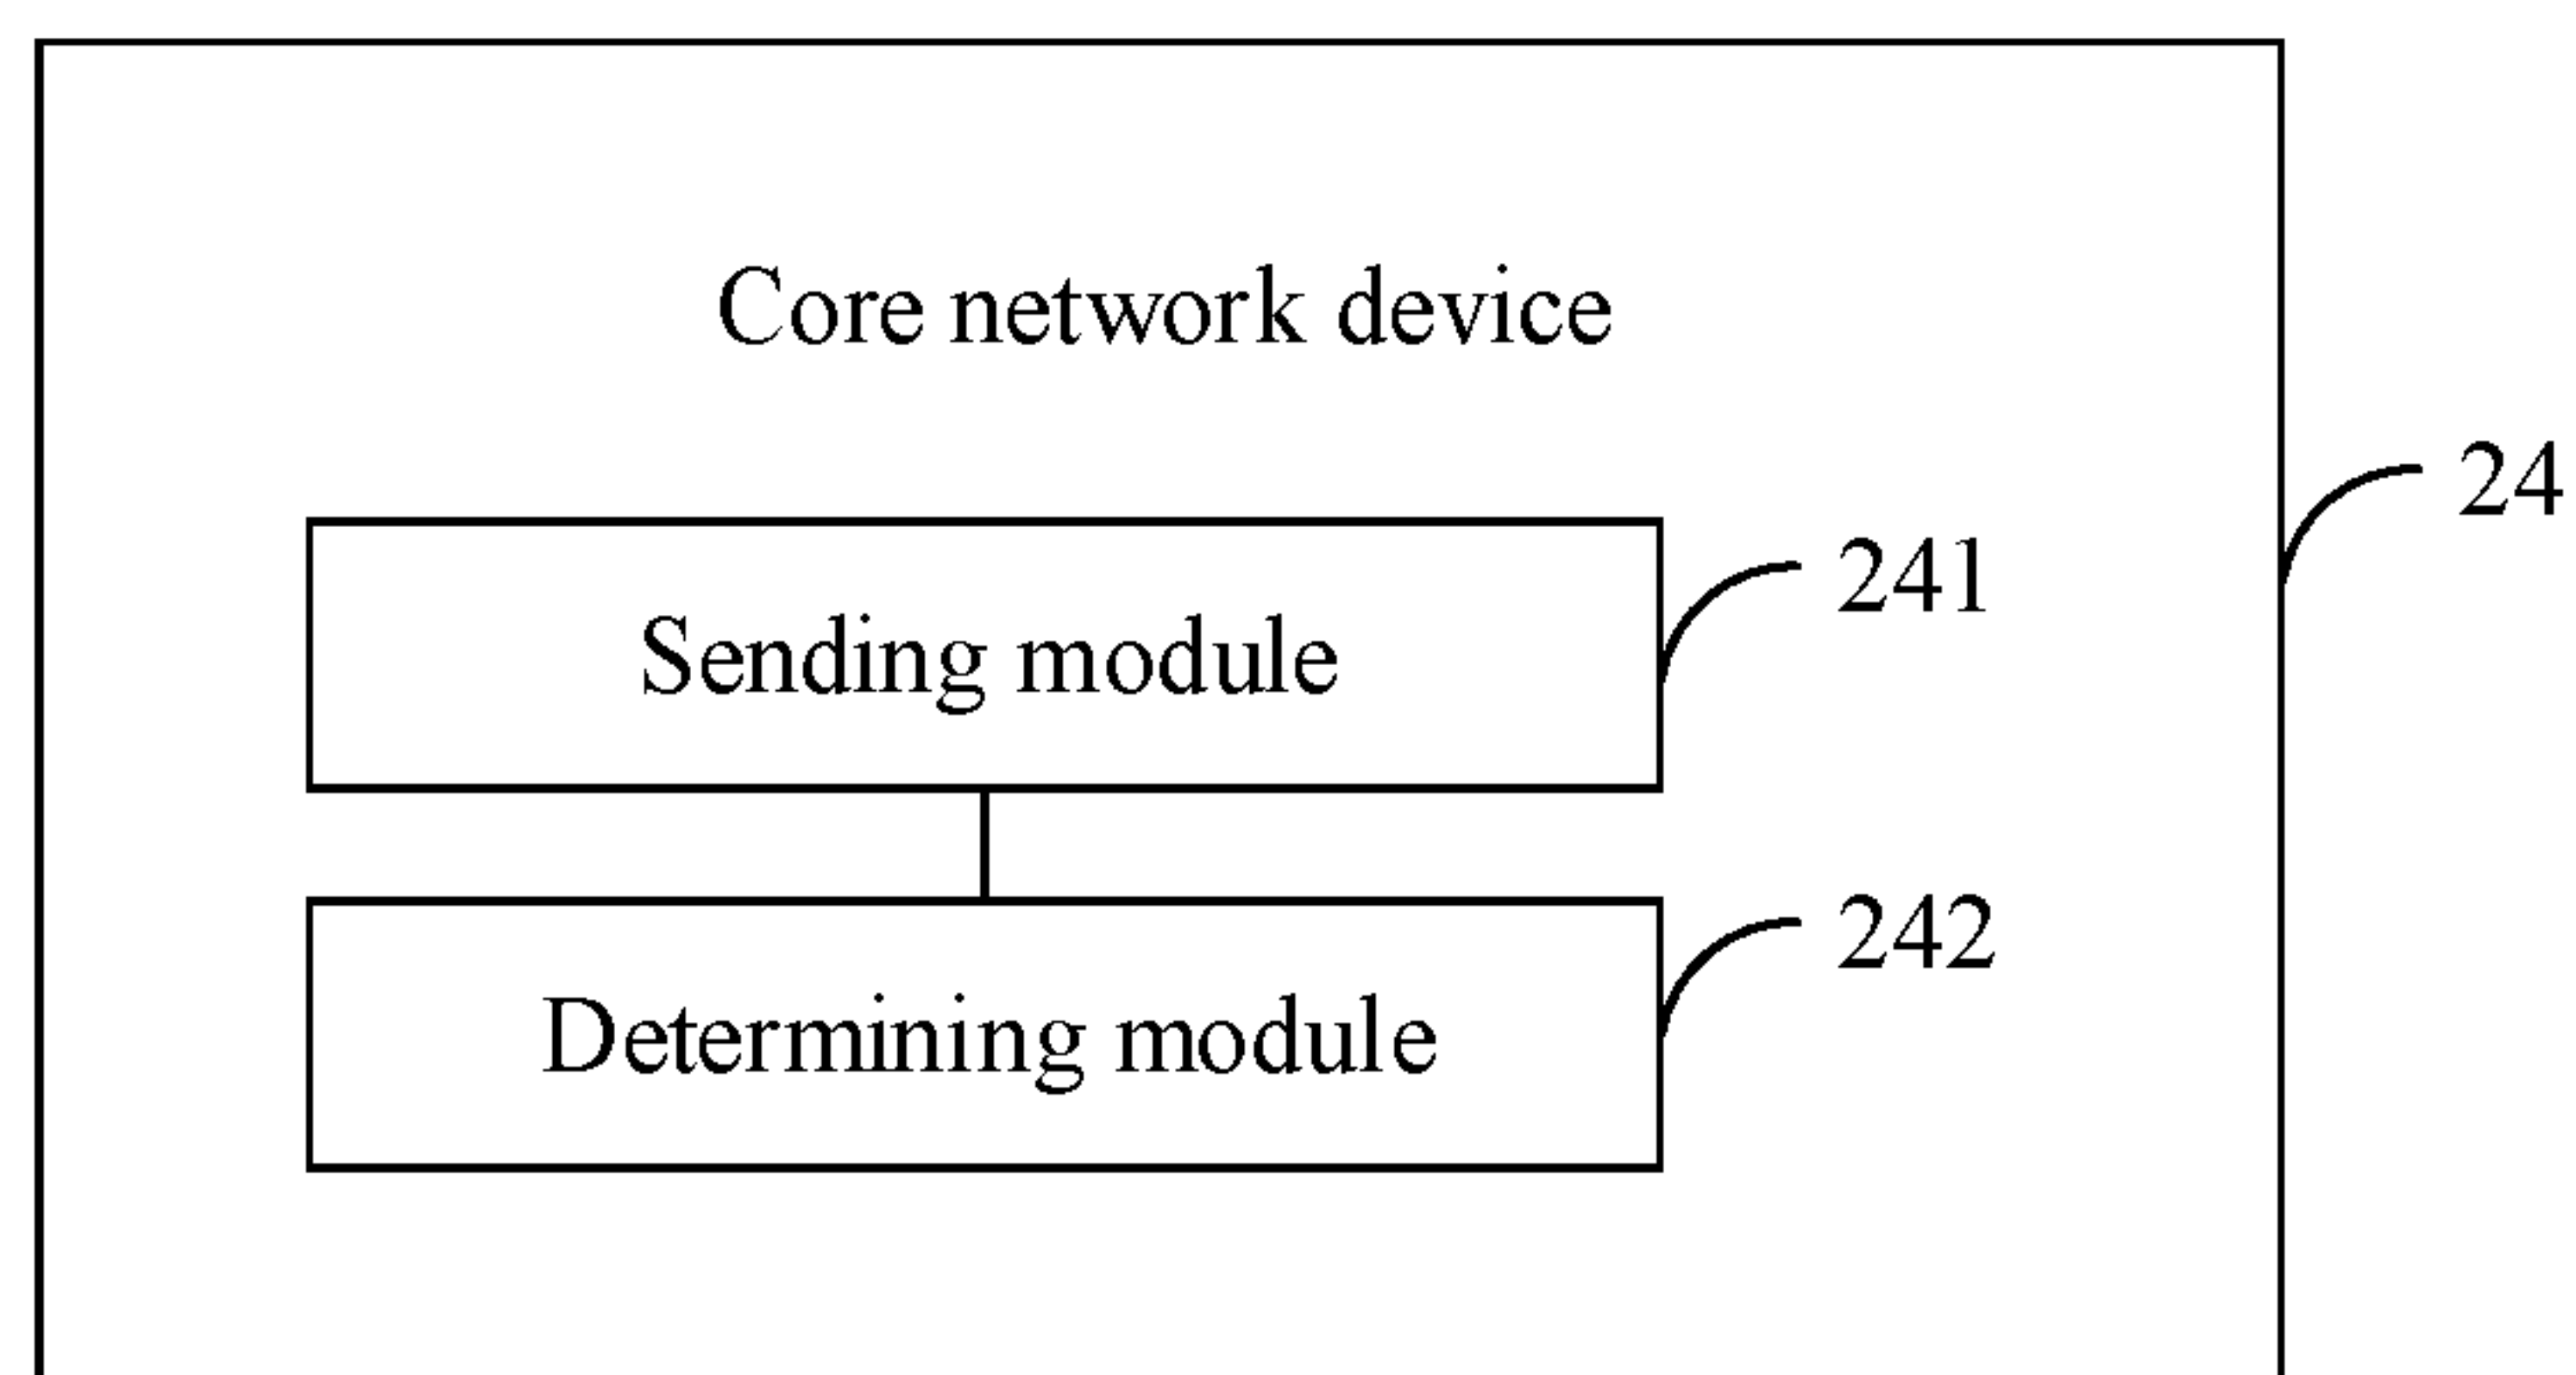 Core network device
24
Sending module
241
Determining module
242